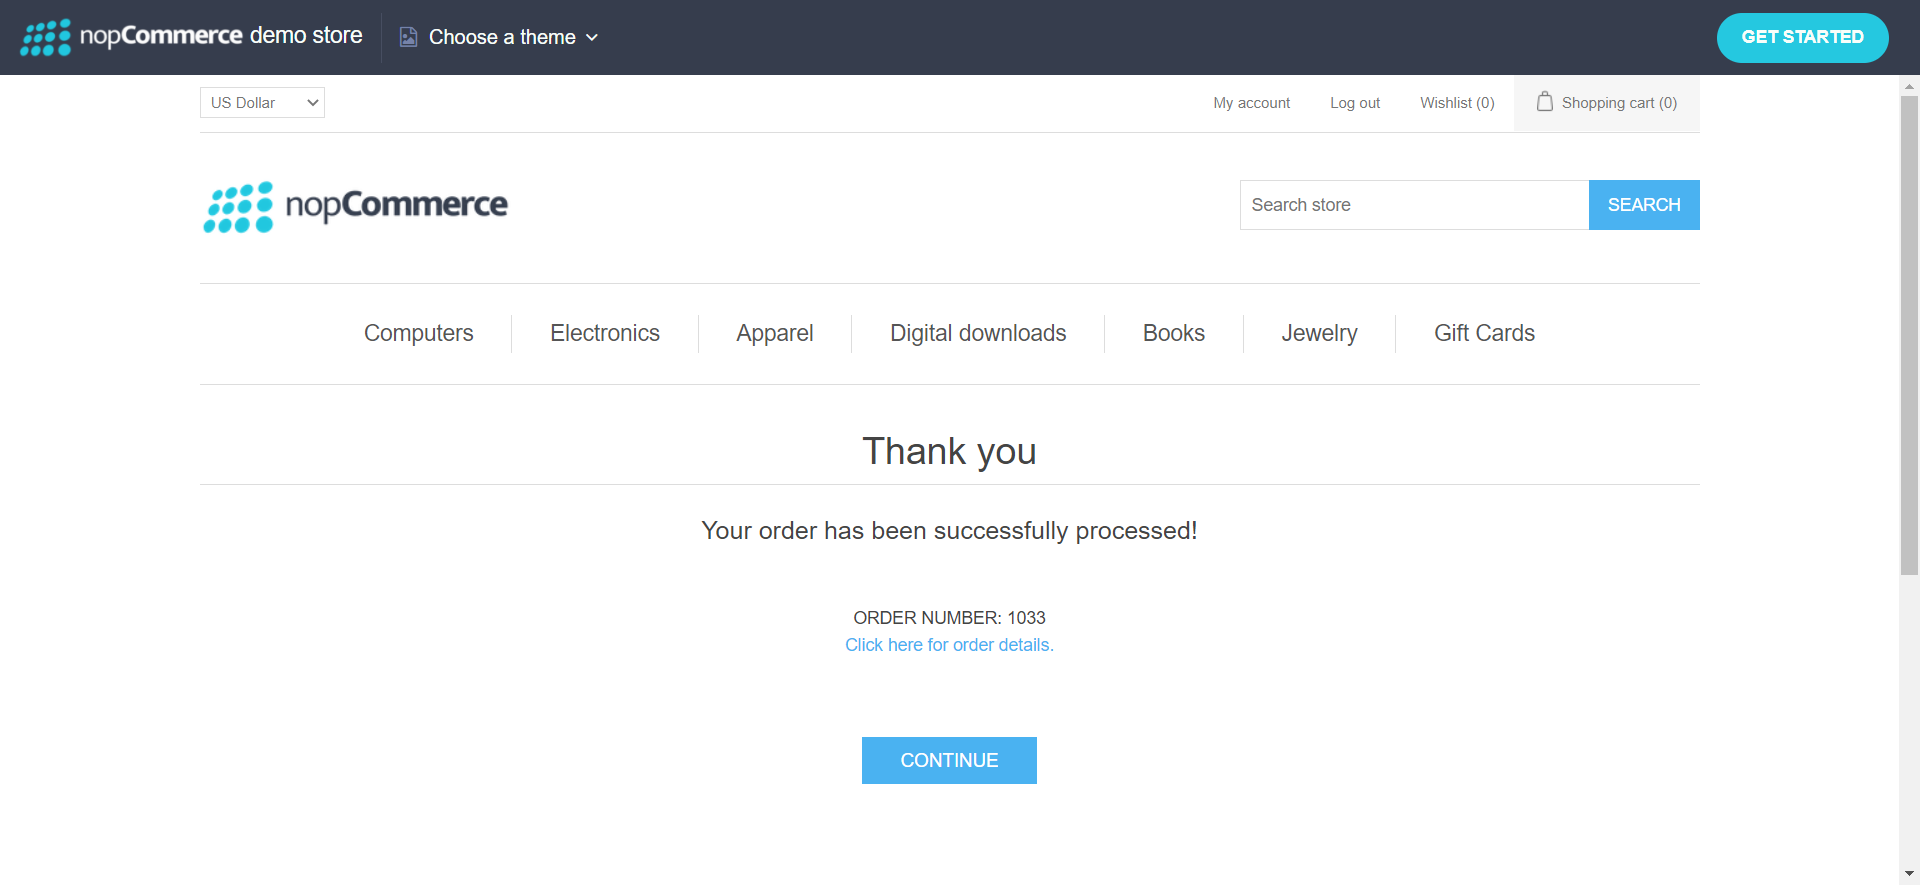 nopCommerce demo store
Choose a theme
GET STARTED
US Dollar
My account
Log out
Wishlist (0)
Shopping cart (0)
nopCommerce
Search store
SEARCH
Computers
Electronics
Apparel
Digital downloads
Books
Jewelry
Gift Cards
Thank you
Your order has been successfully processed!
ORDER NUMBER: 1033
Click here for order details.
CONTINUE